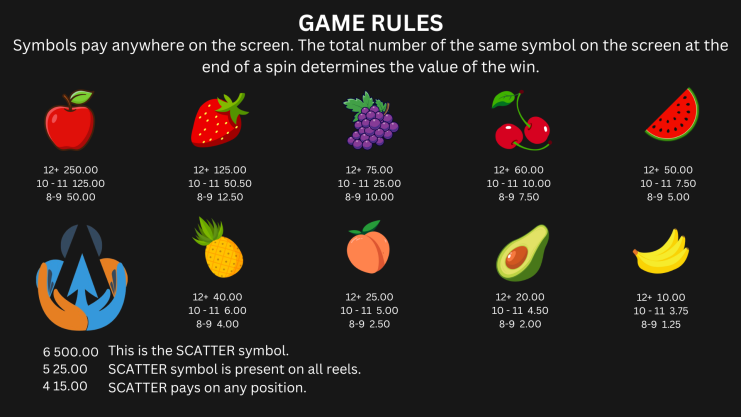 GAME RULES
Symbols pay anywhere on the screen. The total number of the same symbol on the screen at the
end of a spin determines the value of the win.
12+ 250.00
10 - 11 125.00
8-9 50.00
12+ 125.00
10 - 11 50.50
8-9 12.50
12+ 75.00
10 - 11 25.00
8-9 10.00
12+ 60.00
10 - 11 10.00
8-9 7.50
12+ 50.00
10 - 11 7.50
8-9 5.00
12+ 40.00
10 - 11 6.00
8-9 4.00
12+ 25.00
10 - 11 5.00
8-9 2.50
12+ 20.00
10 - 11 4.50
8-9 2.00
12+ 10.00
10 - 11 3.75
8-9 1.25
6 500.00 This is the SCATTER symbol.
5 25.00 SCATTER symbol is present on all reels.
4 15.00 SCATTER pays on any position.